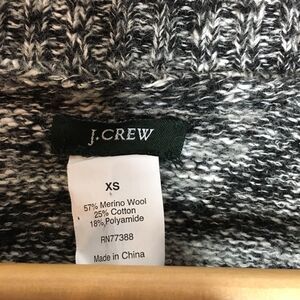 J.CREW
XS
57% Merino Wool
25% Cotton
18% Polyamide
RN77388
Made in China